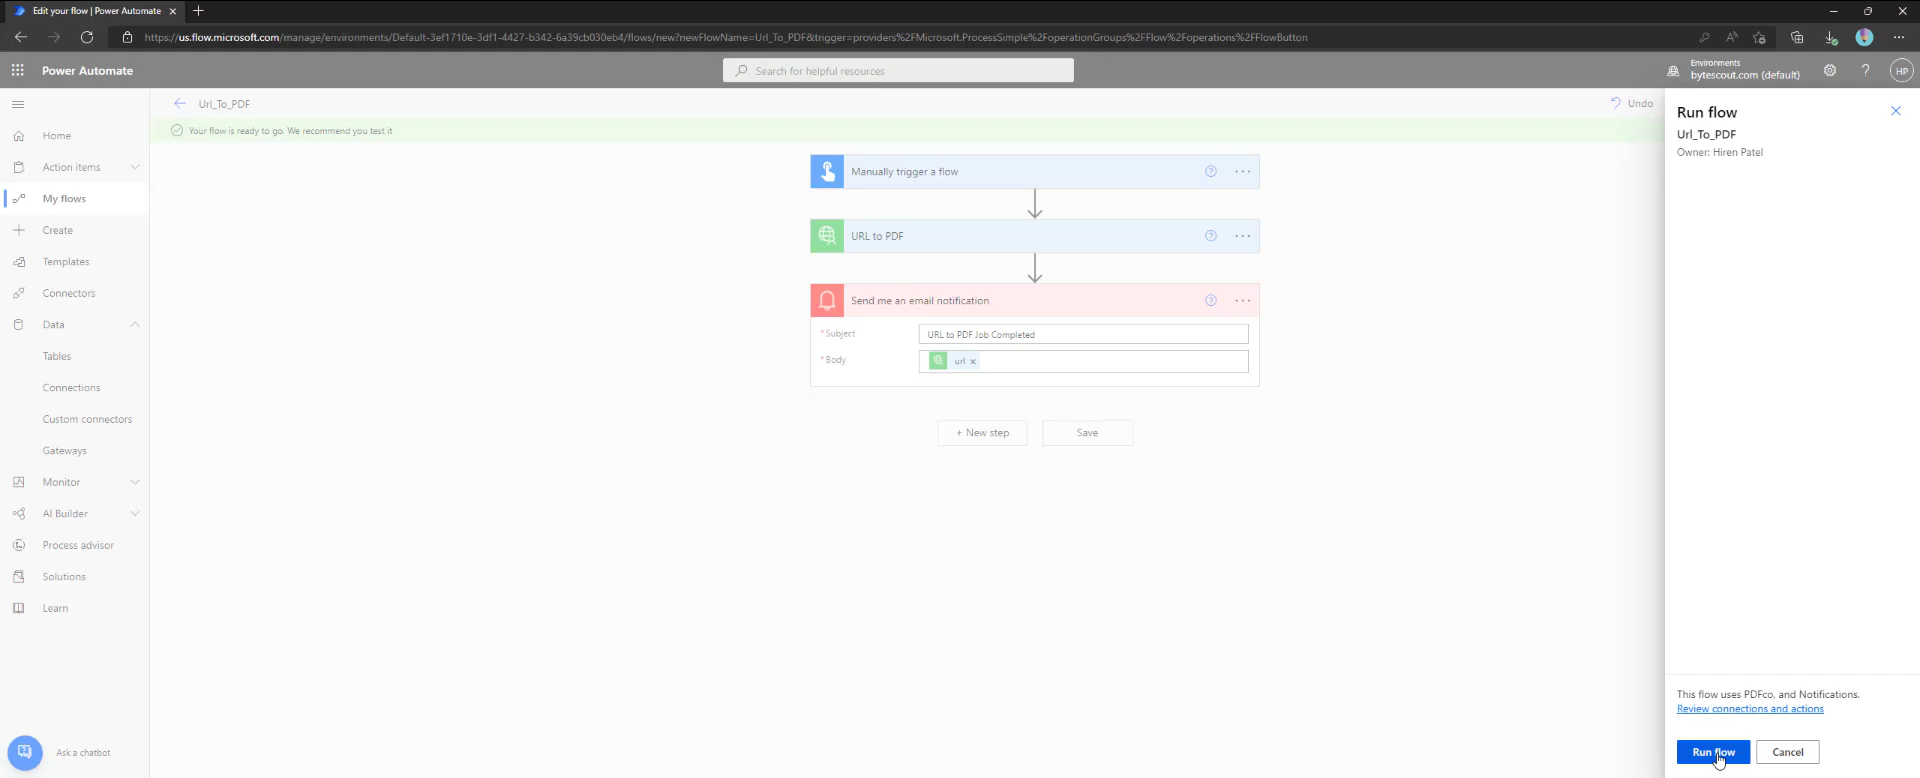 Edit your flow | Power Automate
https://us.flow.microsoft.com/manage/environments/Default-3ef1710e-3df1-4427-b342-6a39cb030eb4/flows/new?newFlowName=Url_To_PDF&trigger=providers%2FMicrosoft.ProcessSimple%2FoperationGroups%2FFlow%2Foperations%2FFlowButton
Power Automate
Search for helpful resources
Environments
bytescout.com (default)
?
HP
Url_To_PDF
Undo
Your flow is ready to go. We recommend you test it
Home
Action items
My flows
Create
Templates
Connectors
Data
Tables
Connections
Custom connectors
Gateways
Monitor
AI Builder
Process advisor
Solutions
Learn
Ask a chatbot
Manually trigger a flow
URL to PDF
Send me an email notification
*Subject
URL to PDF Job Completed
*Body
url ×
+ New step
Save
Run flow
Url_To_PDF
Owner: Hiren Patel
This flow uses PDFco, and Notifications.
Review connections and actions
Run flow
Cancel